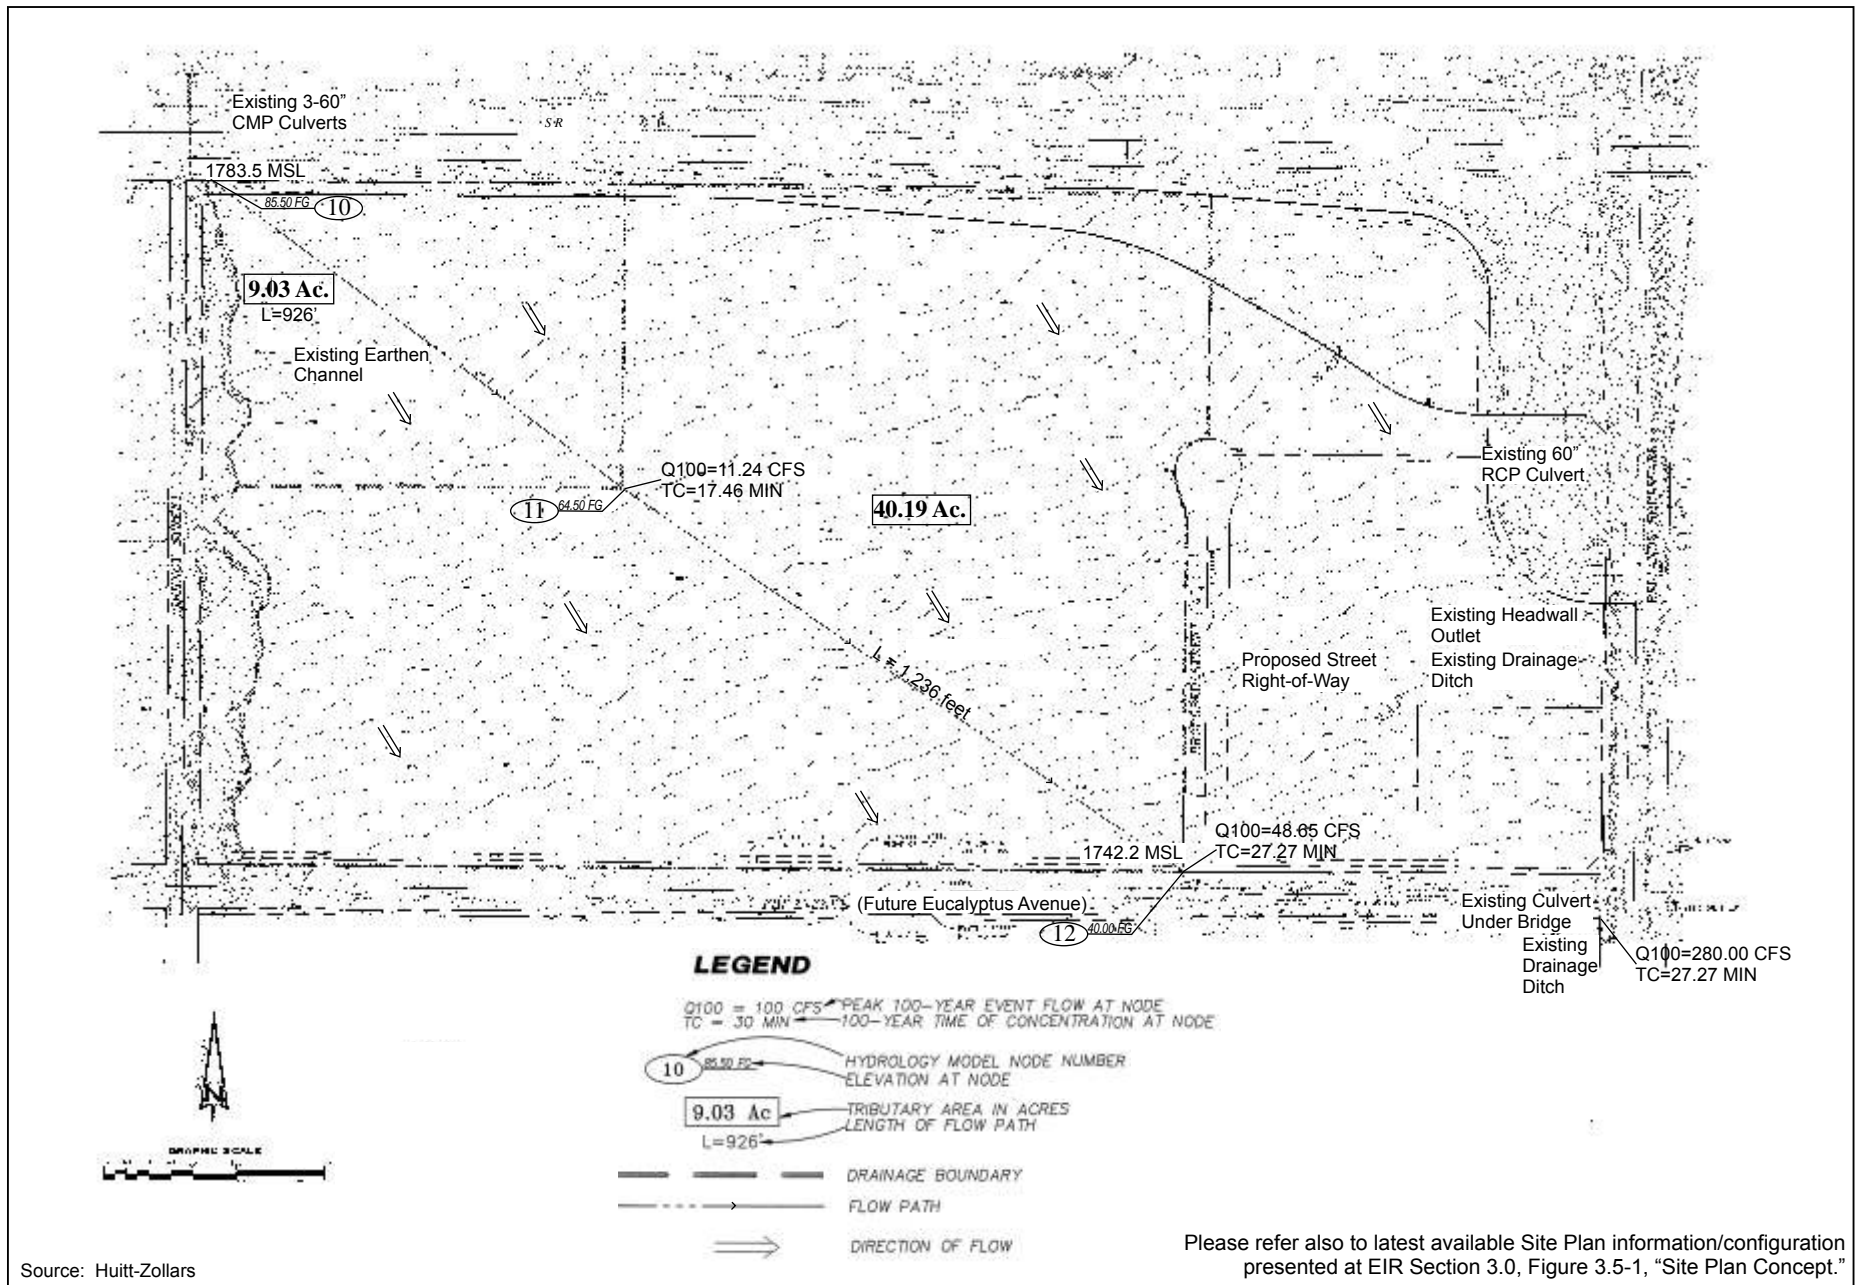 Existing 3-60"
CMP Culverts
S-R
1783.5 MSL
85.50 FG
10
9.03 Ac.
L=926'
Existing Earthen
Channel
Q100=11.24 CFS
TC=17.46 MIN
11
64.50 FG
40.19 Ac.
Existing 60"
RCP Culvert
Existing Headwall
Outlet
Proposed Street
Right-of-Way
Existing Drainage
Ditch
L = 1,236 feet
Q100=48.65 CFS
TC=27.27 MIN
1742.2 MSL
(Future Eucalyptus Avenue)
12
40.00 FG
Existing Culvert
Under Bridge
Existing
Drainage
Ditch
Q100=280.00 CFS
TC=27.27 MIN
LEGEND
Q100 = 100 CFS
PEAK 100-YEAR EVENT FLOW AT NODE
TC = 30 MIN
100-YEAR TIME OF CONCENTRATION AT NODE
10
85.50 FG
HYDROLOGY MODEL NODE NUMBER
ELEVATION AT NODE
9.03 Ac
TRIBUTARY AREA IN ACRES
LENGTH OF FLOW PATH
L=926'
DRAINAGE BOUNDARY
FLOW PATH
DIRECTION OF FLOW
N
GRAPHIC SCALE
Please refer also to latest available Site Plan information/configuration
presented at EIR Section 3.0, Figure 3.5-1, “Site Plan Concept.”
Source: Huitt-Zollars